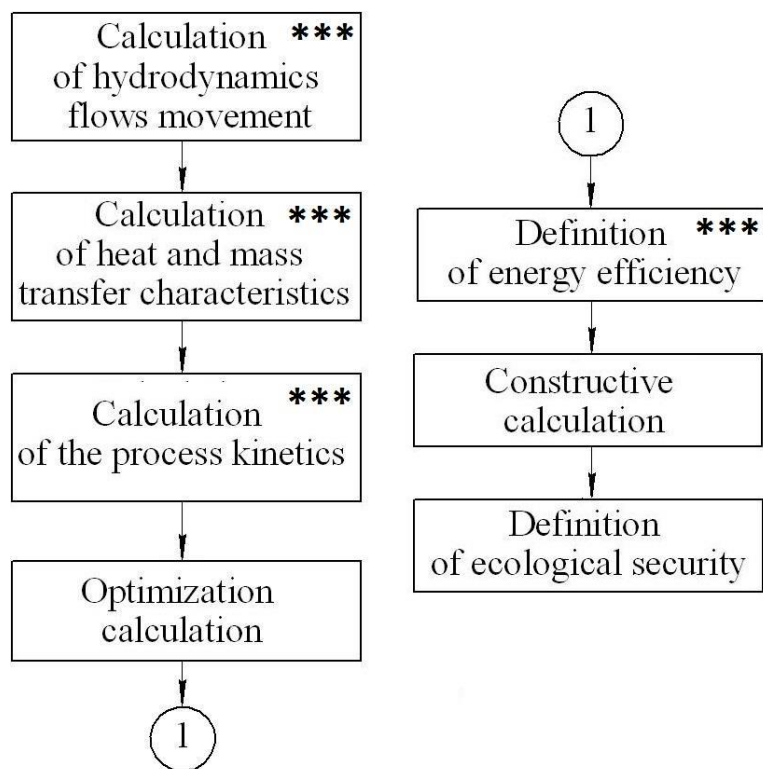 Calculation ***
of hydrodynamics
flows movement
Calculation ***
of heat and mass
transfer characteristics
Calculation ***
of the process kinetics
Optimization
calculation
1
1
Definition ***
of energy efficiency
Constructive
calculation
Definition
of ecological security